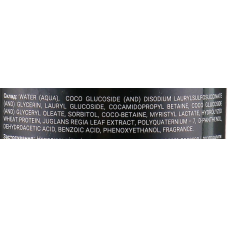 Склад: WATER (AQUA), COCO GLUCOSIDE (AND) DISODIUM LAURYLSULFOSUCCINATE
(AND) GLYCERIN, LAURYL GLUCOSIDE, COCAMIDOPROPYL BETAINE, COCO GLUCOSIDE
(AND) GLYCERYL OLEATE, SORBITOL, COCO-BETAINE, MYRISTYL LACTATE, HYDROLYZED
WHEAT PROTEIN, JUGLANS REGIA LEAF EXTRACT, POLYQUATERNIUM - 7, D-PANTHENOL,
DEHYDROACETIC ACID, BENZOIC ACID, PHENOXYETHANOL, FRAGRANCE.